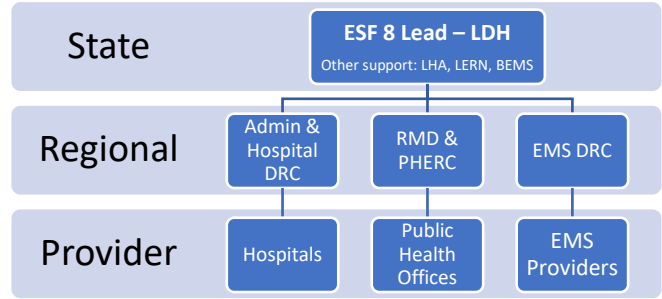 State
ESF 8 Lead – LDH
Other support: LHA, LERN, BEMS
Regional
Admin &
Hospital
DRC
RMD &
PHERC
EMS DRC
Provider
Hospitals
Public
Health
Offices
EMS
Providers